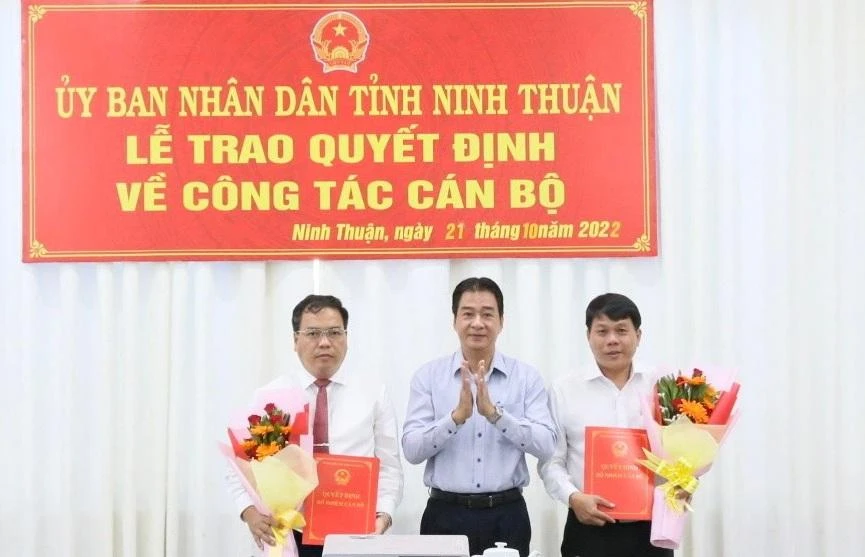 ỦY BAN NHÂN DÂN TỈNH NINH THUẬN
LỄ TRAO QUYẾT ĐỊNH
VỀ CÔNG TÁC CÁN BỘ
Ninh Thuận, ngày 21 tháng 10 năm 2022
QUYẾT ĐỊNH
BỔ NHIỆM CÁN BỘ
QUYẾT ĐỊNH
BỔ NHIỆM CÁN BỘ